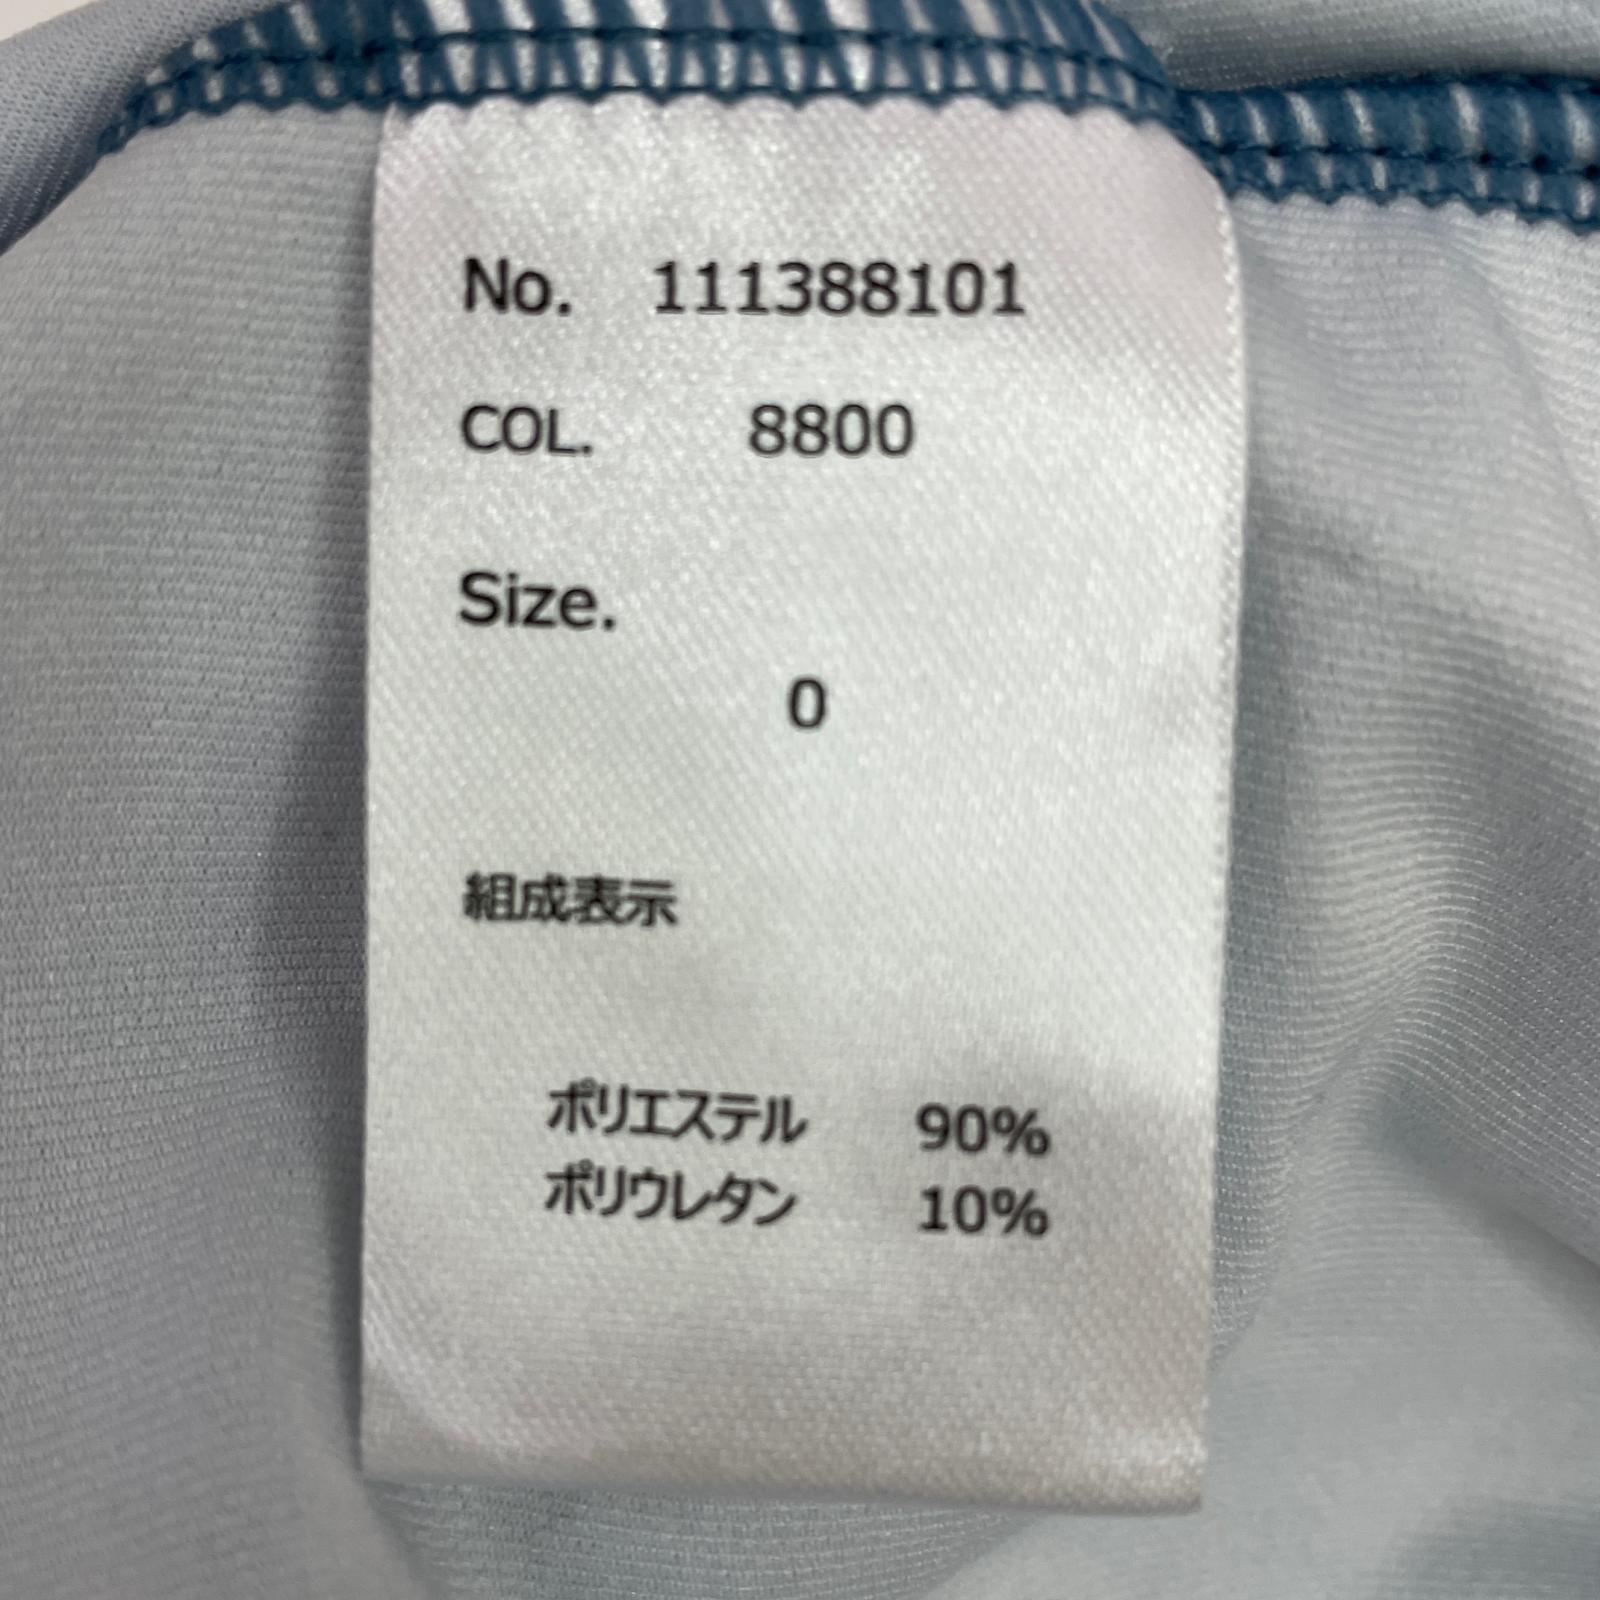 No. 111388101
COL. 8800
Size.
0
組成表示
ポリエステル 90%
ポリウレタン 10%